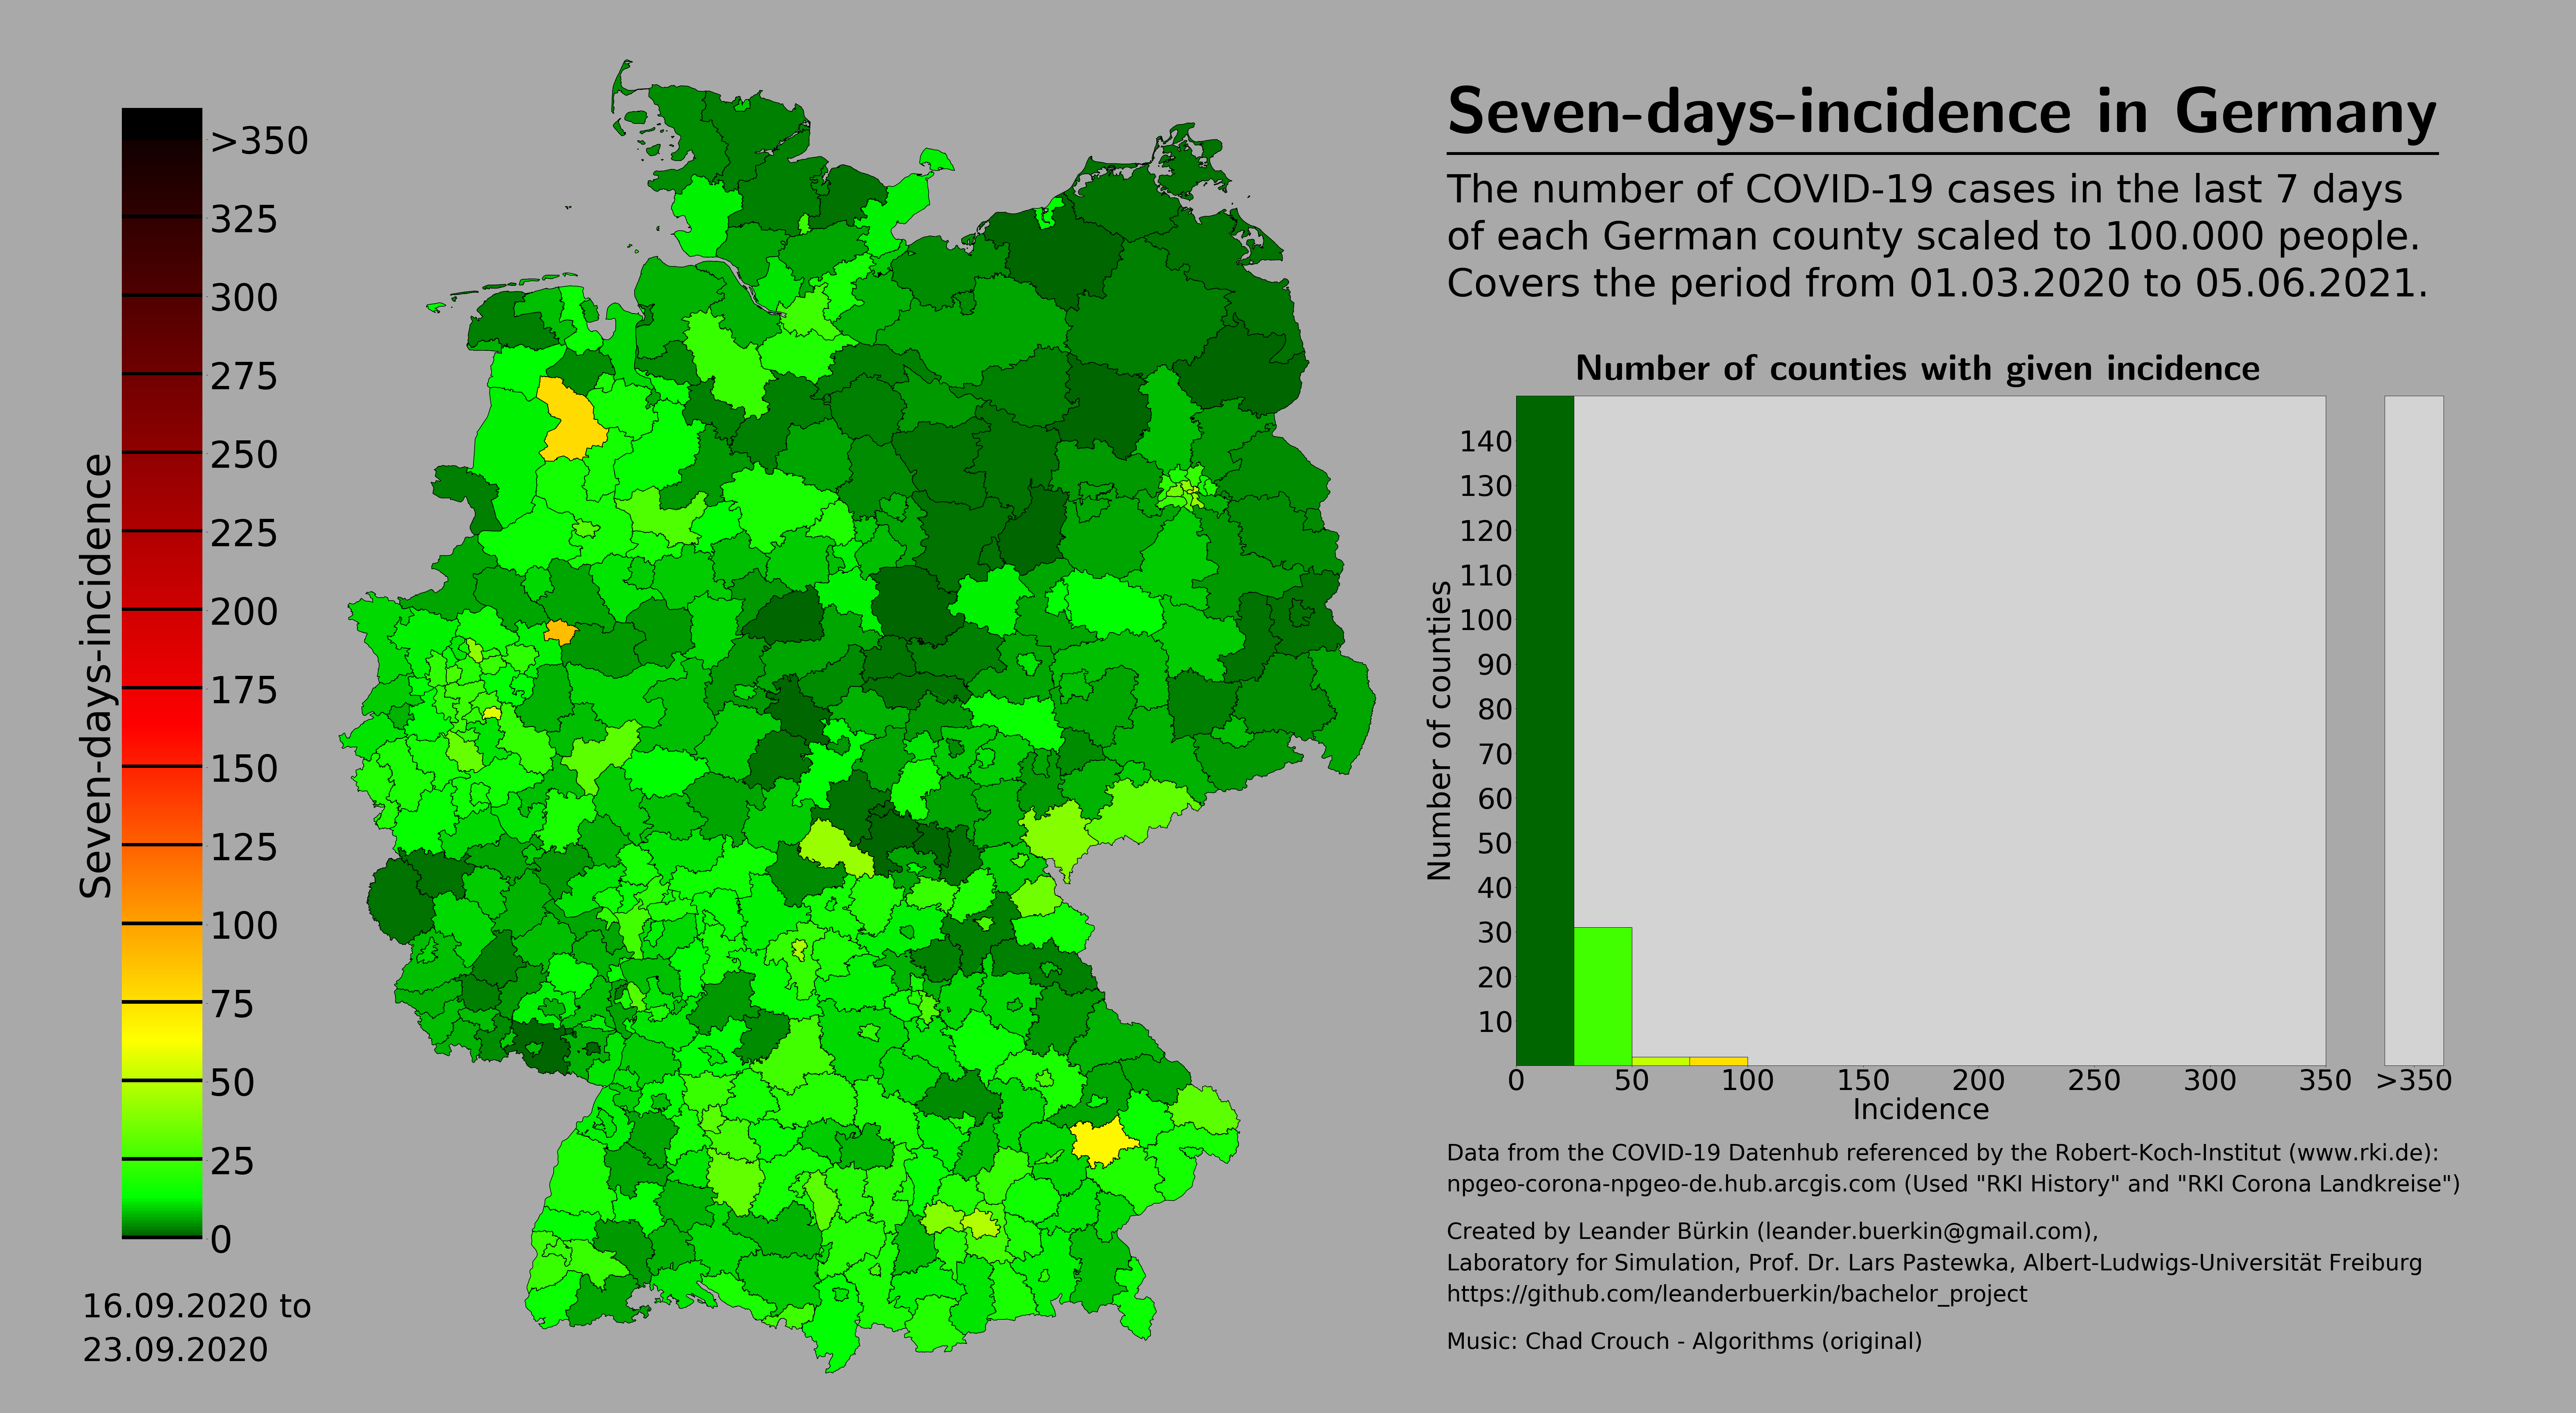 Seven-days-incidence in Germany
The number of COVID-19 cases in the last 7 days
of each German county scaled to 100.000 people.
Covers the period from 01.03.2020 to 05.06.2021.
Seven-days-incidence
>350
325
300
275
250
225
200
175
150
125
100
75
50
25
0
16.09.2020 to
23.09.2020
Number of counties with given incidence
Number of counties
140
130
120
110
100
90
80
70
60
50
40
30
20
10
0 50 100 150 200 250 300 350 >350
Incidence
Data from the COVID-19 Datenhub referenced by the Robert-Koch-Institut (www.rki.de):
npgeo-corona-npgeo-de.hub.arcgis.com (Used "RKI History" and "RKI Corona Landkreise")
Created by Leander Bürkin (leander.buerkin@gmail.com),
Laboratory for Simulation, Prof. Dr. Lars Pastewka, Albert-Ludwigs-Universität Freiburg
https://github.com/leanderbuerkin/bachelor_project
Music: Chad Crouch - Algorithms (original)